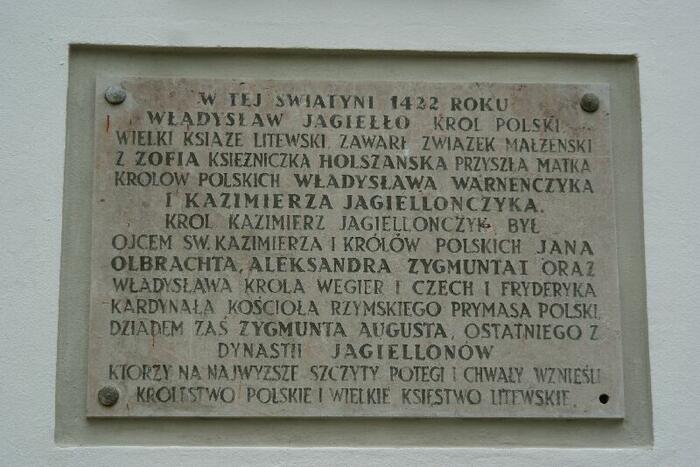 W TEJ SWIATYNI 1422 ROKU
WŁADYSŁAW JAGIEŁŁO KROL POLSKI
WIELKI KSIAZE LITEWSKI ZAWARŁ ZWIAZEK MAŁZENSKI
Z ZOFIA KSIEZNICZKA HOLSZANSKA PRZYSZŁA MATKA
KROLOW POLSKICH WŁADYSŁAWA WARNENCZYKA
I KAZIMIERZA JAGIELLONCZYKA.
KROL KAZIMIERZ JAGIELLONCZYK BYŁ
OJCEM SW. KAZIMIERZA I KRÓLÓW POLSKICH JANA
OLBRACHTA, ALEKSANDRA ZYGMUNTA I ORAZ
WŁADYSŁAWA KROLA WEGIER I CZECH I FRYDERYKA
KARDYNAŁA KOŚCIOŁA RZYMSKIEGO PRYMASA POLSKI,
DZIADEM ZAS ZYGMUNTA AUGUSTA, OSTATNIEGO Z
DYNASTII JAGIELLONÓW
KTORZY NA NAJWYZSZE SZCZYTY POTEGI I CHWAŁY WZNIEŚLI
KROLESTWO POLSKIE I WIELKIE KSIESTWO LITEWSKIE.